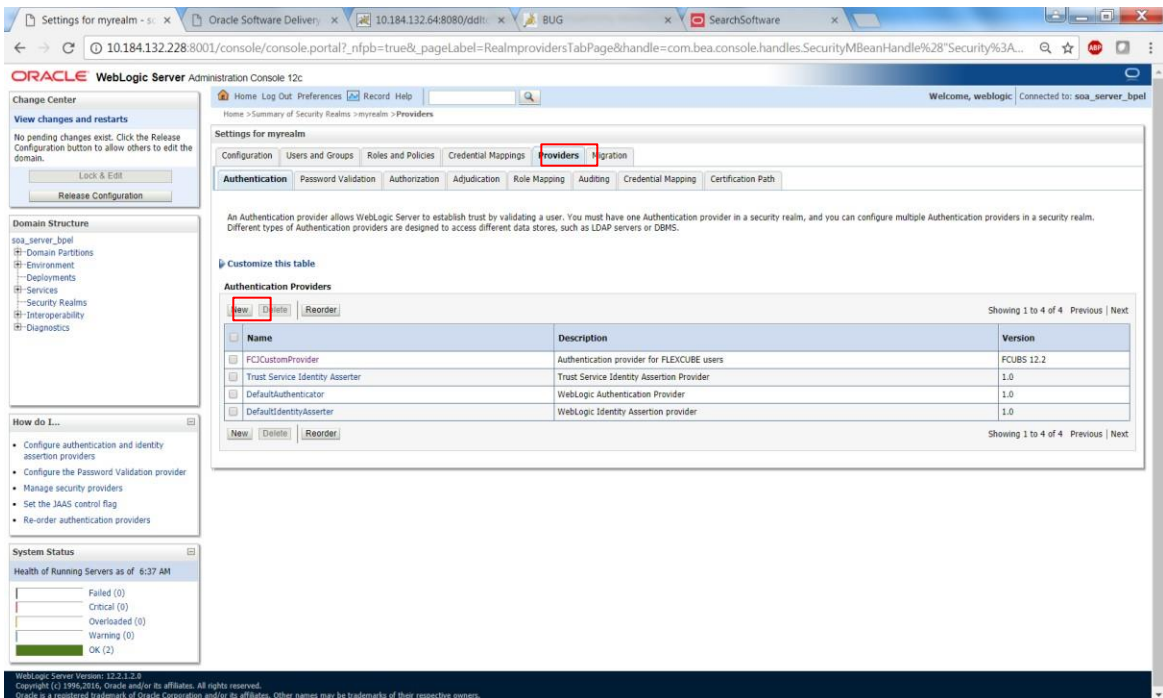 Settings for myrealm - so
Oracle Software Delivery
10.184.132.64:8080/ddlt
BUG
SearchSoftware
10.184.132.228:8001/console/console.portal?_nfpb=true&_pageLabel=RealmprovidersTabPage&handle=com.bea.console.handles.SecurityMBeanHandle%28"Security%3A...
ABP
ORACLE WebLogic Server Administration Console 12c
Change Center
View changes and restarts
No pending changes exist. Click the Release
Configuration button to allow others to edit the
domain.
Lock & Edit
Release Configuration
Domain Structure
soa_server_bpel
Domain Partitions
Environment
Deployments
Services
Security Realms
Interoperability
Diagnostics
How do I...
Configure authentication and identity
assertion providers
Configure the Password Validation provider
Manage security providers
Set the JAAS control flag
Re-order authentication providers
System Status
Health of Running Servers as of 6:37 AM
Failed (0)
Critical (0)
Overloaded (0)
Warning (0)
OK (2)
Home Log Out Preferences Record Help
Welcome, weblogic Connected to: soa_server_bpel
Home >Summary of Security Realms >myrealm >Providers
Settings for myrealm
Configuration Users and Groups Roles and Policies Credential Mappings Providers Migration
Authentication Password Validation Authorization Adjudication Role Mapping Auditing Credential Mapping Certification Path
An Authentication provider allows WebLogic Server to establish trust by validating a user. You must have one Authentication provider in a security realm, and you can configure multiple Authentication providers in a security realm.
Different types of Authentication providers are designed to access different data stores, such as LDAP servers or DBMS.
Customize this table
Authentication Providers
New Delete Reorder Showing 1 to 4 of 4 Previous | Next
Name Description Version
FCJCustomProvider Authentication provider for FLEXCUBE users FCUBS 12.2
Trust Service Identity Asserter Trust Service Identity Assertion Provider 1.0
DefaultAuthenticator WebLogic Authentication Provider 1.0
DefaultIdentityAsserter WebLogic Identity Assertion provider 1.0
New Delete Reorder Showing 1 to 4 of 4 Previous | Next
WebLogic Server Version: 12.2.1.2.0
Copyright (c) 1996,2016, Oracle and/or its affiliates. All rights reserved.
Oracle is a registered trademark of Oracle Corporation and/or its affiliates. Other names may be trademarks of their respective owners.